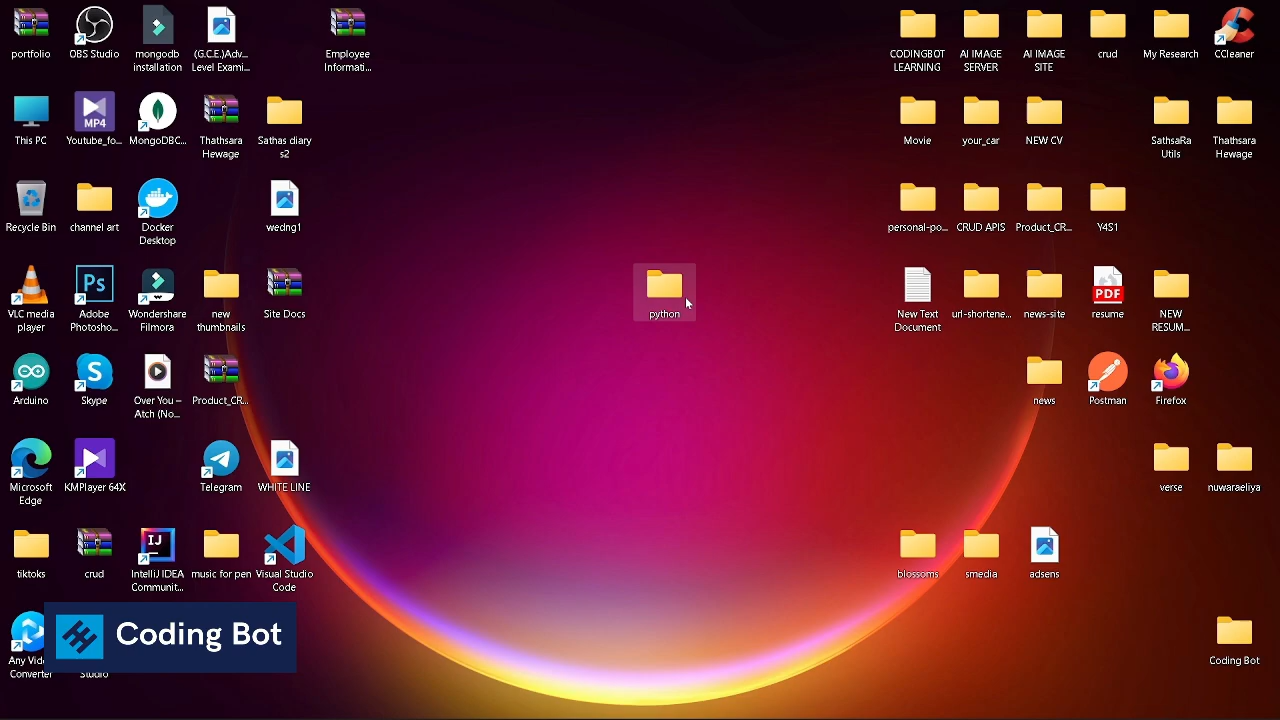 portfolio
OBS Studio
mongodb
installation
(G.C.E.)Adv...
Level Exami...
Employee
Informati...
CODINGBOT
LEARNING
AI IMAGE
SERVER
AI IMAGE
SITE
crud
My Research
CCleaner
This PC
MP4
Youtube_fo...
MongoDBC...
Thathsara
Hewage
Sathas diary
s2
Movie
your_car
NEW CV
SathsaRa
Utils
Thathsara
Hewage
Recycle Bin
channel art
Docker
Desktop
wedng1
personal-po...
CRUD APIS
Product_CR...
Y4S1
VLC media
player
Ps
Adobe
Photosho...
Wondershare
Filmora
new
thumbnails
Site Docs
python
New Text
Document
url-shortene...
news-site
PDF
resume
NEW
RESUM...
Arduino
S
Skype
Over You –
Atch (No...
Product_CR...
news
Postman
Firefox
Microsoft
Edge
KMPlayer 64X
Telegram
WHITE LINE
verse
nuwaraeliya
tiktoks
crud
IJ
IntelliJ IDEA
Communit...
music for pen
Visual Studio
Code
blossoms
smedia
adsens
Coding Bot
Any Vid
Converter
Studio
Coding Bot